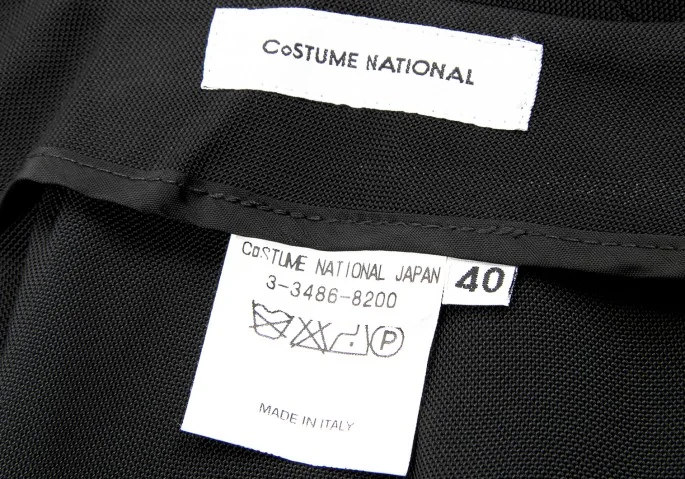 CoSTUME NATIONAL
CoSTUME NATIONAL JAPAN
3-3486-8200
40
P
MADE IN ITALY